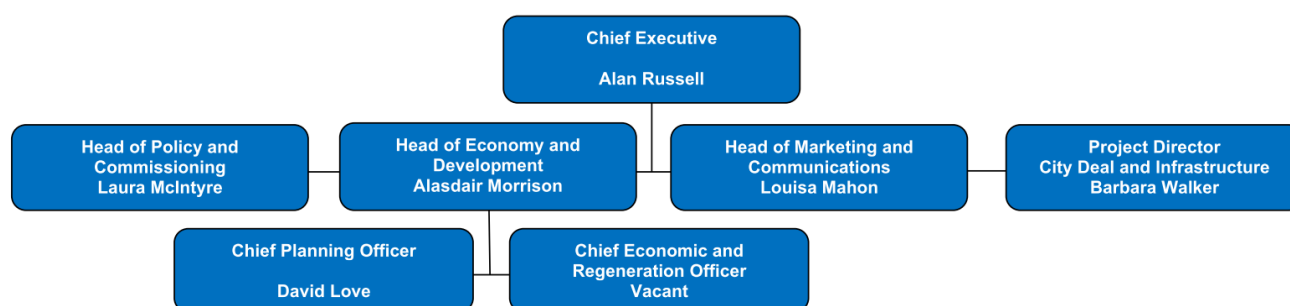 Chief Executive
Alan Russell
Head of Policy and
Commissioning
Laura McIntyre
Head of Economy and
Development
Alasdair Morrison
Head of Marketing and
Communications
Louisa Mahon
Project Director
City Deal and Infrastructure
Barbara Walker
Chief Planning Officer
David Love
Chief Economic and
Regeneration Officer
Vacant